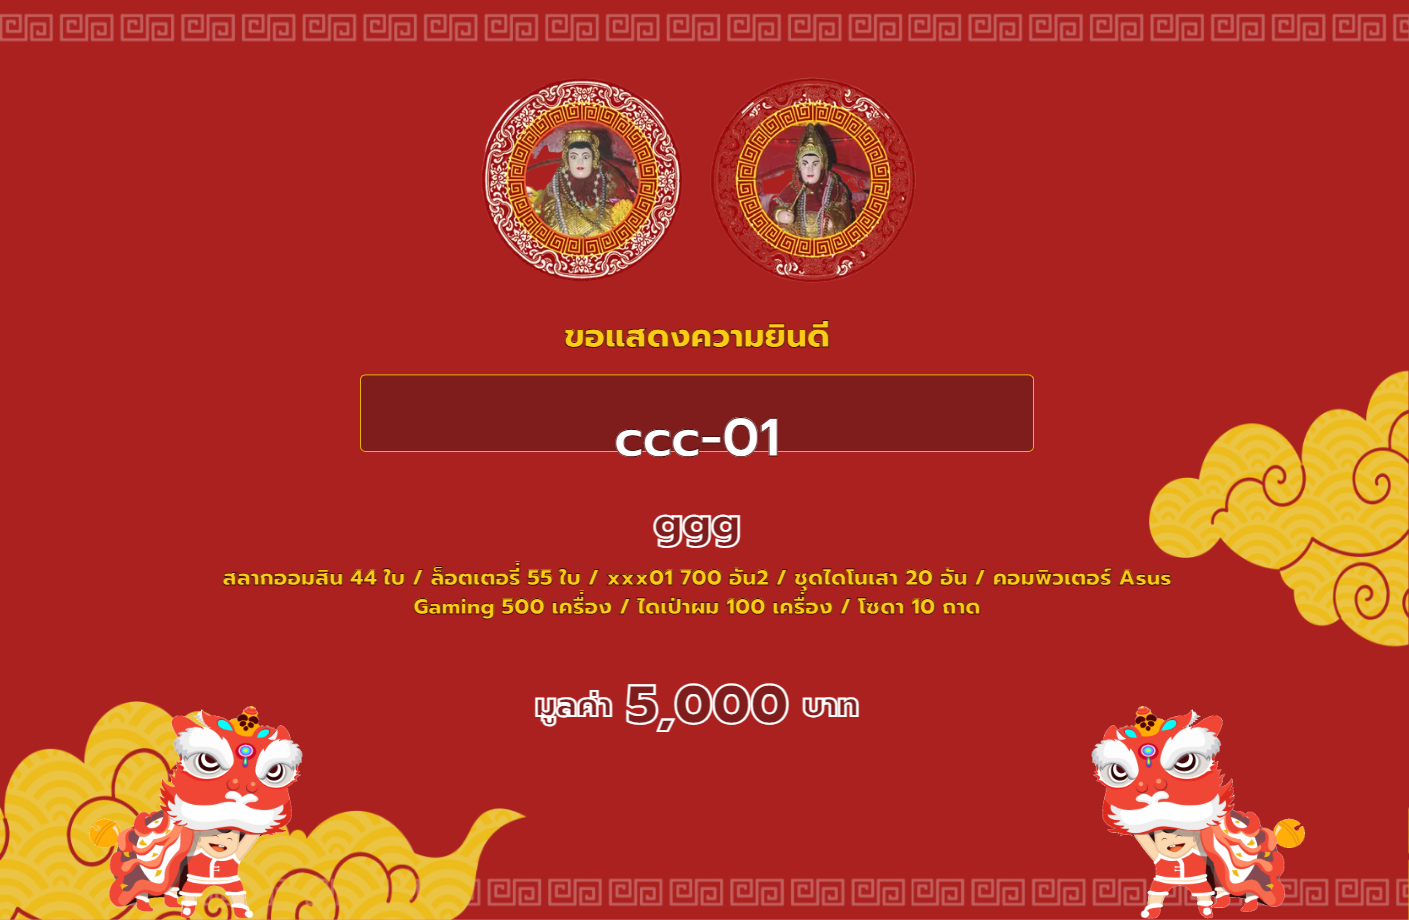 ขอแสดงความยินดี
ccc-01
ggg
สลากออมสิน 44 ใบ / ล็อตเตอรี่ 55 ใบ / xxx01 700 อัน2 / ชุดไดโนเสา 20 อัน / คอมพิวเตอร์ Asus
Gaming 500 เครื่อง / ไดเป่าผม 100 เครื่อง / โซดา 10 ถาด
มูลค่า 5,000 บาท